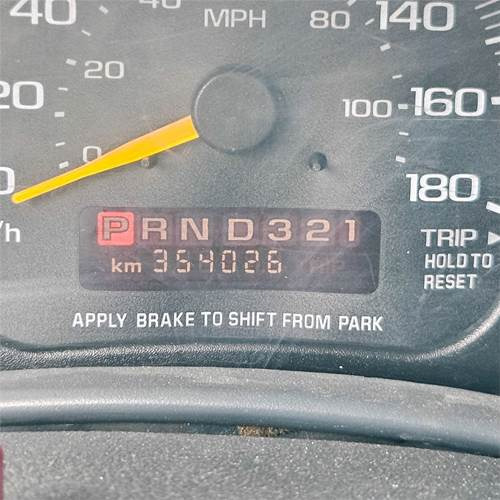 40 MPH 80 140
20 20 100 160
0 0 180
/h PRND321 TRIP
km 354026 HOLD TO
RESET
APPLY BRAKE TO SHIFT FROM PARK